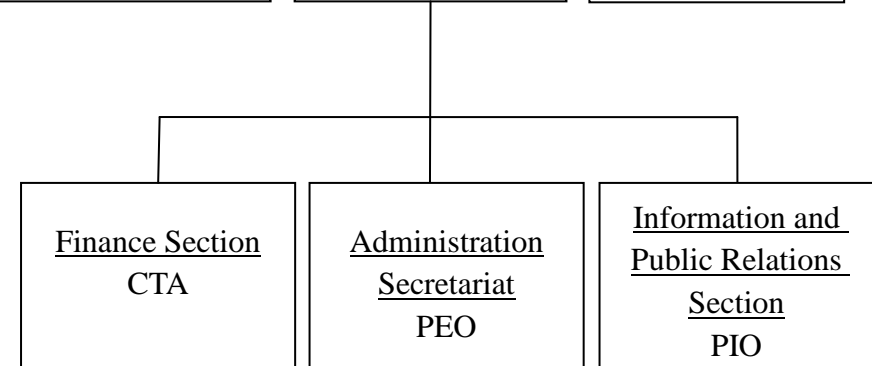 Finance Section
CTA
Administration
Secretariat
PEO
Information and
Public Relations
Section
PIO